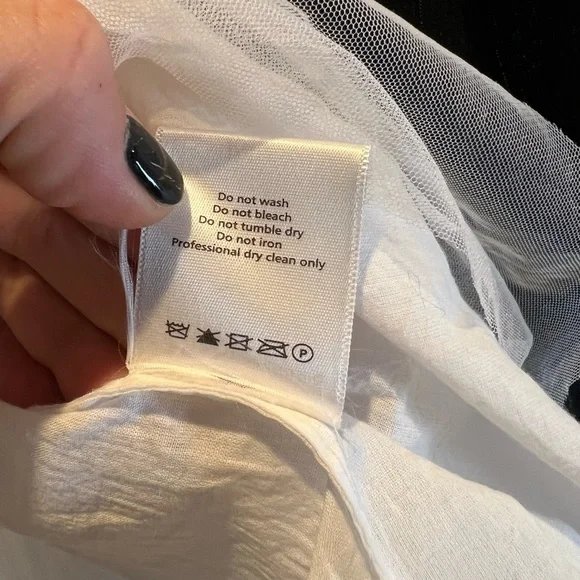 Do not wash
Do not bleach
Do not tumble dry
Do not iron
Professional dry clean only
P